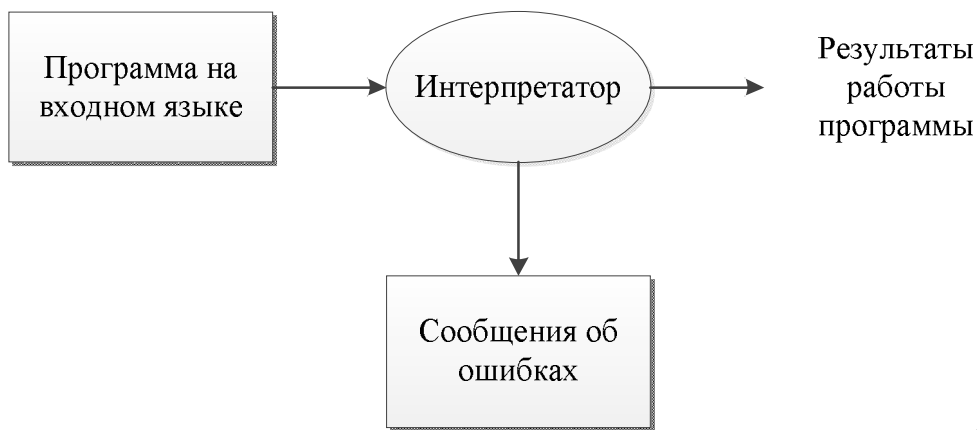 Программа на
входном языке
Интерпретатор
Результаты
работы
программы
Сообщения об
ошибках